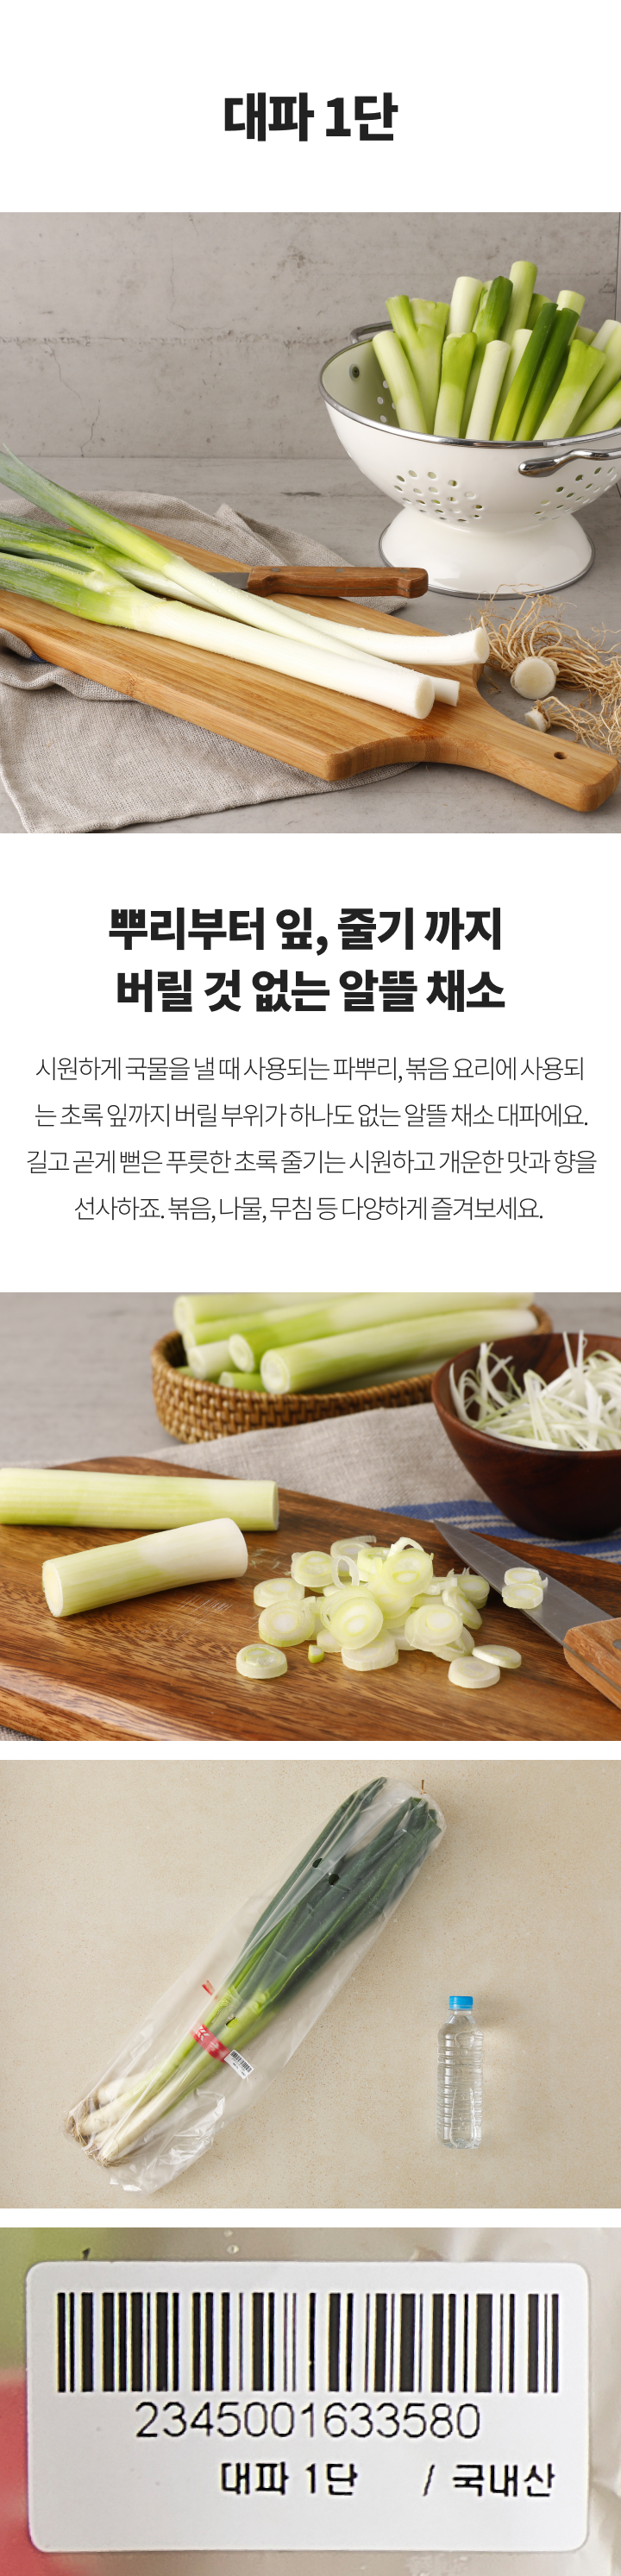 대파 1단
뿌리부터 잎, 줄기 까지
버릴 것 없는 알뜰 채소
시원하게 국물을 낼 때 사용되는 파뿌리, 볶음 요리에 사용되
는 초록 잎까지 버릴 부위가 하나도 없는 알뜰 채소 대파에요.
길고 곧게 뻗은 푸릇한 초록 줄기는 시원하고 개운한 맛과 향을
선사하죠. 볶음, 나물, 무침 등 다양하게 즐겨보세요.
2345001633580
대파 1단 / 국내산